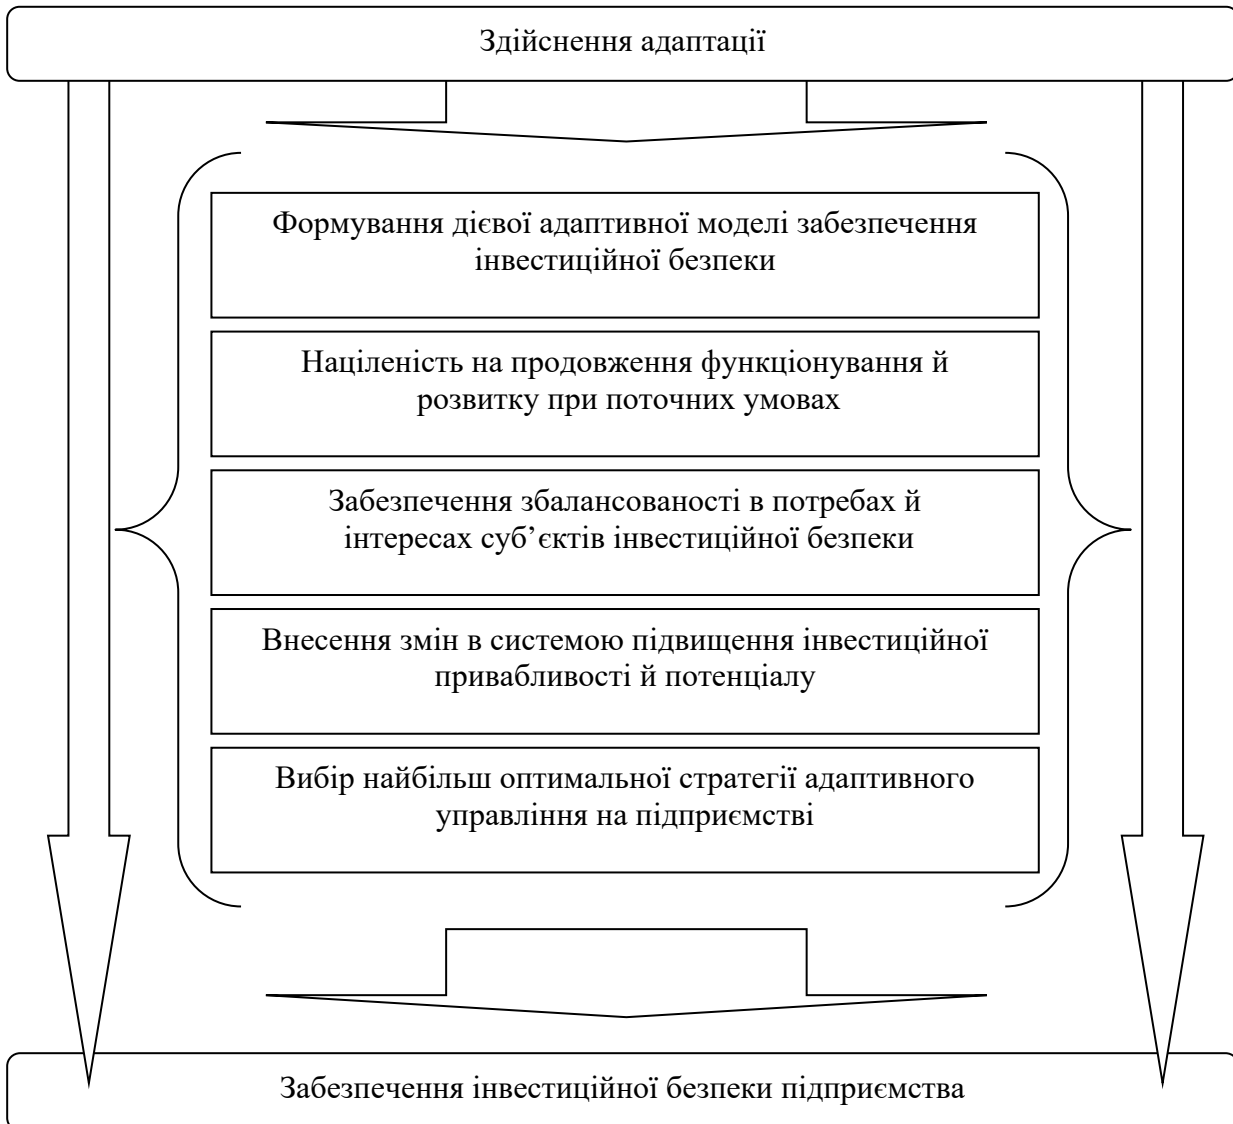 Здійснення адаптації
Формування дієвої адаптивної моделі забезпечення
інвестиційної безпеки
Націленість на продовження функціонування й
розвитку при поточних умовах
Забезпечення збалансованості в потребах й
інтересах суб’єктів інвестиційної безпеки
Внесення змін в системою підвищення інвестиційної
привабливості й потенціалу
Вибір найбільш оптимальної стратегії адаптивного
управління на підприємстві
Забезпечення інвестиційної безпеки підприємства